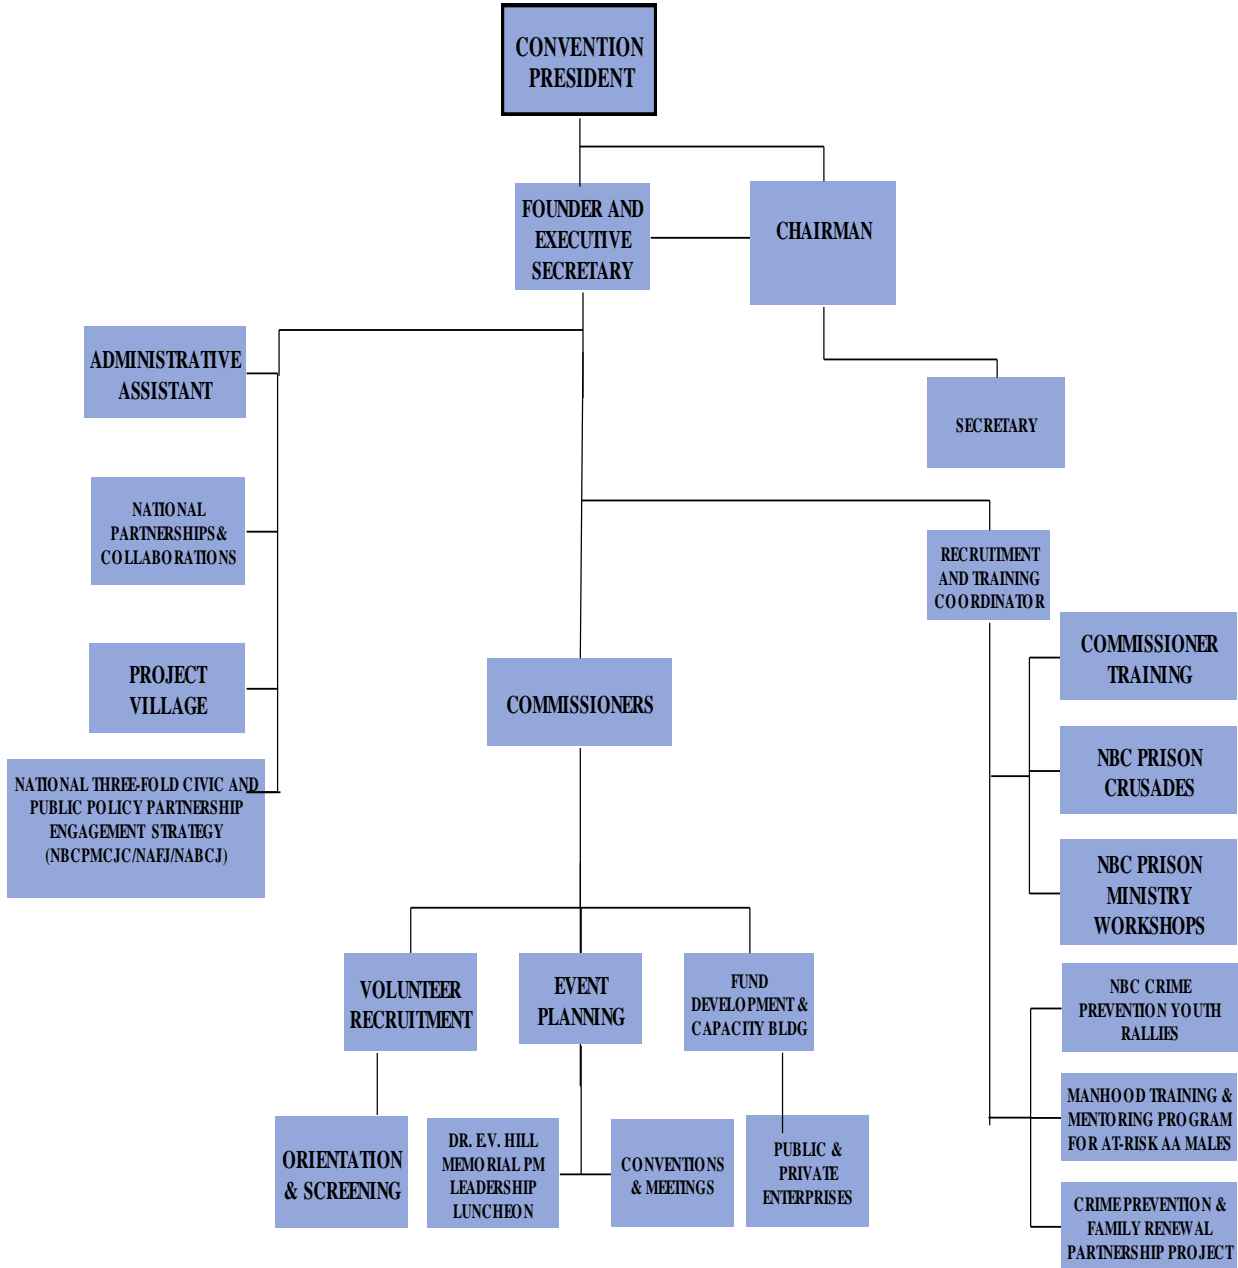 CONVENTION
PRESIDENT
FOUNDER AND
EXECUTIVE
SECRETARY
CHAIRMAN
ADMINISTRATIVE
ASSISTANT
SECRETARY
NATIONAL
PARTNERSHIPS &
COLLABORATIONS
RECRUITMENT
AND TRAINING
COORDINATOR
PROJECT
VILLAGE
COMMISSIONERS
COMMISSIONER
TRAINING
NATIONAL THREE-FOLD CIVIC AND
PUBLIC POLICY PARTNERSHIP
ENGAGEMENT STRATEGY
(NBCPMCJC/NAFJ/NABCJ)
NBC PRISON
CRUSADES
NBC PRISON
MINISTRY
WORKSHOPS
VOLUNTEER
RECRUITMENT
EVENT
PLANNING
FUND
DEVELOPMENT &
CAPACITY BLDG
NBC CRIME
PREVENTION YOUTH
RALLIES
ORIENTATION
& SCREENING
DR. E.V. HILL
MEMORIAL PM
LEADERSHIP
LUNCHEON
CONVENTIONS
& MEETINGS
PUBLIC &
PRIVATE
ENTERPRISES
MANHOOD TRAINING &
MENTORING PROGRAM
FOR AT-RISK AA MALES
CRIME PREVENTION &
FAMILY RENEWAL
PARTNERSHIP PROJECT